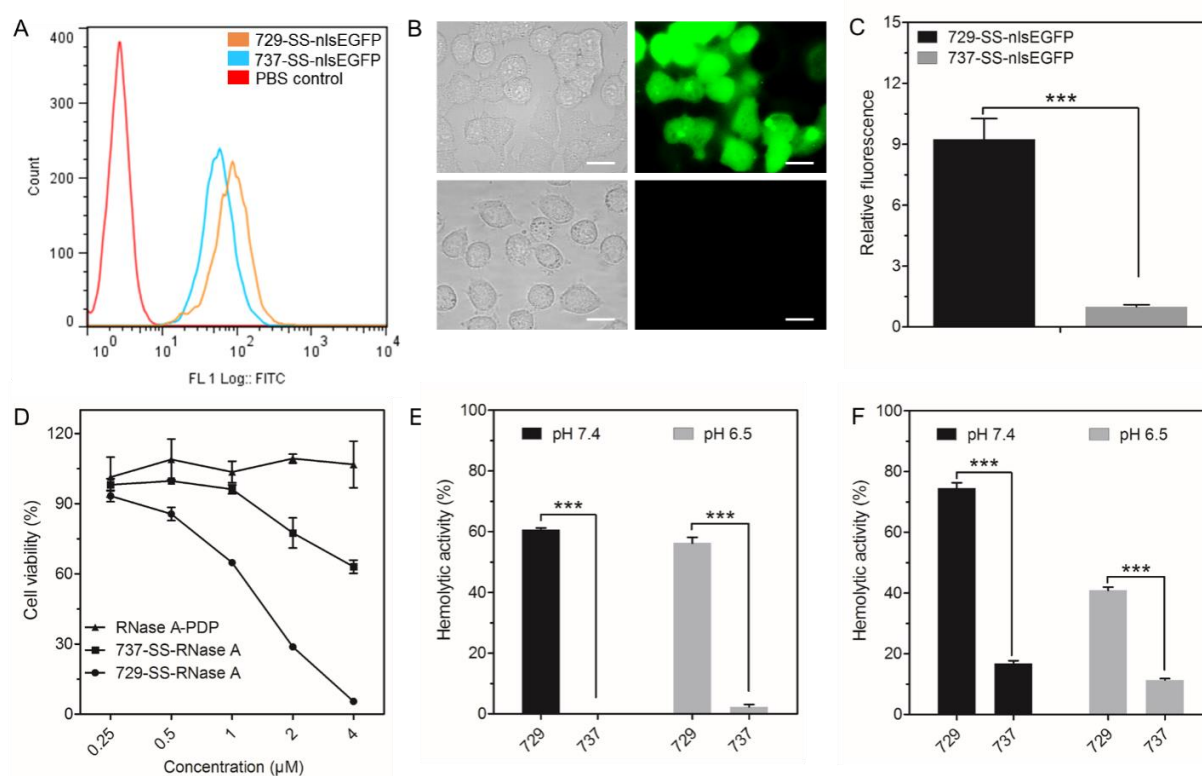 A
400
300
200
100
0
Count
729-SS-nlsEGFP
737-SS-nlsEGFP
PBS control
10^0
10^1
10^2
10^3
10^4
FL 1 Log:: FITC
B
C
15
12
9
6
3
0
Relative fluorescence
729-SS-nlsEGFP
737-SS-nlsEGFP
***
D
120
90
60
30
0
Cell viability (%)
RNase A-PDP
737-SS-RNase A
729-SS-RNase A
0.25
0.5
1
2
4
Concentration (µM)
E
100
80
60
40
20
0
Hemolytic activity (%)
pH 7.4
pH 6.5
***
***
729
737
729
737
F
100
80
60
40
20
0
Hemolytic activity (%)
pH 7.4
pH 6.5
***
***
729
737
729
737